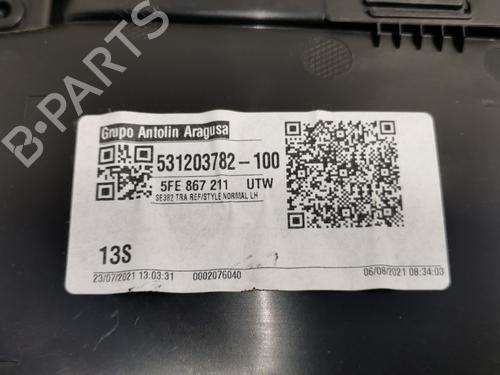 B-PARTS
Grupo Antolin Aragusa
531203782-100
5FE 867 211 UTW
SE382 TRA REF/STYLE NORMAL LH
13S
23/07/2021 13:03:31 0002076040 06/08/2021 08:34:03